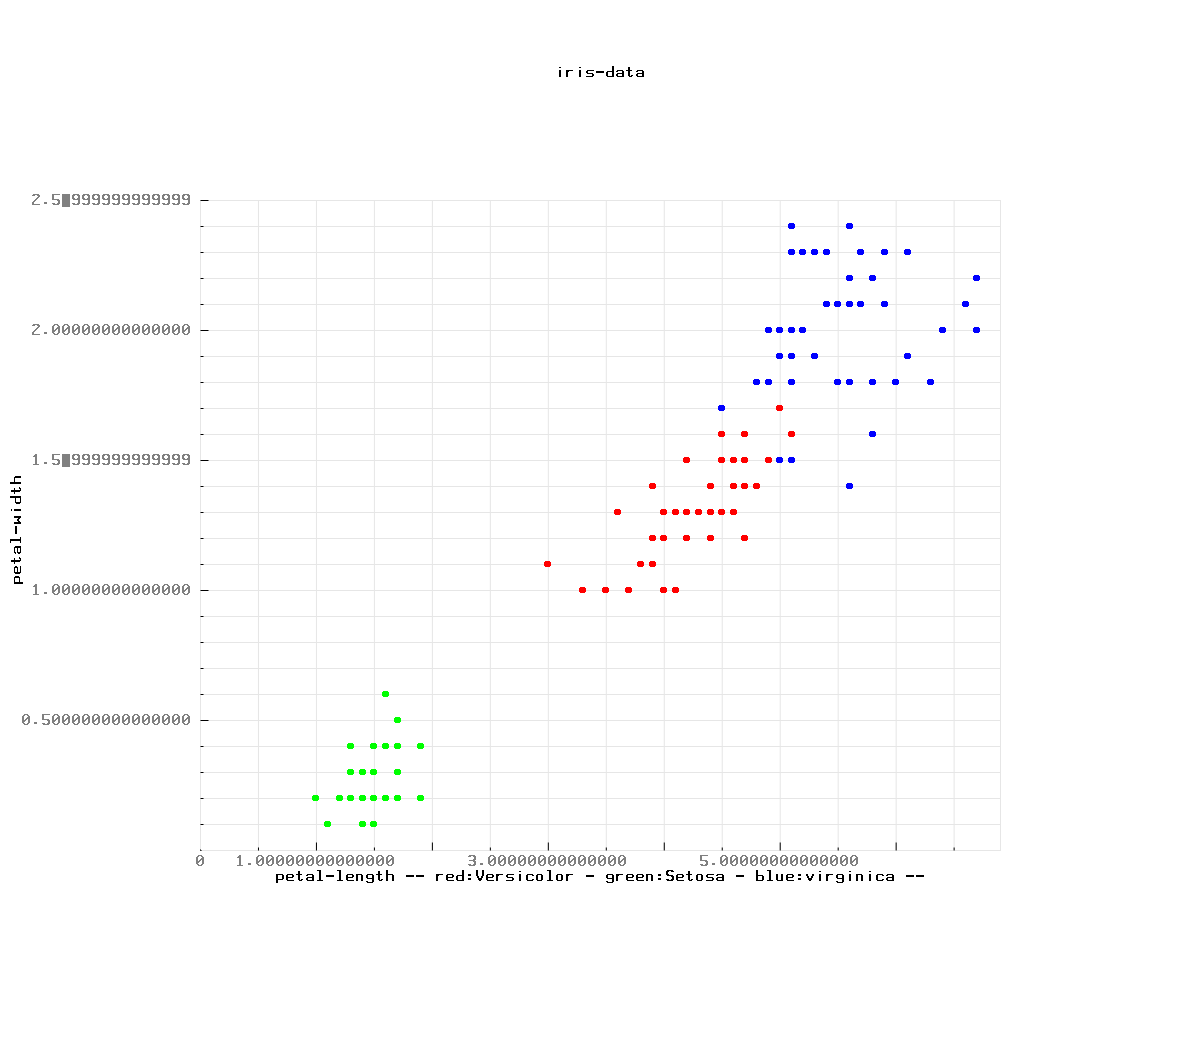 iris-data
2.5█999999999999
2.00000000000000
1.5█999999999999
petal-width
1.00000000000000
0.500000000000000
0 1.00000000000000 3.00000000000000 5.00000000000000
petal-length -- red:Versicolor - green:Setosa - blue:virginica --